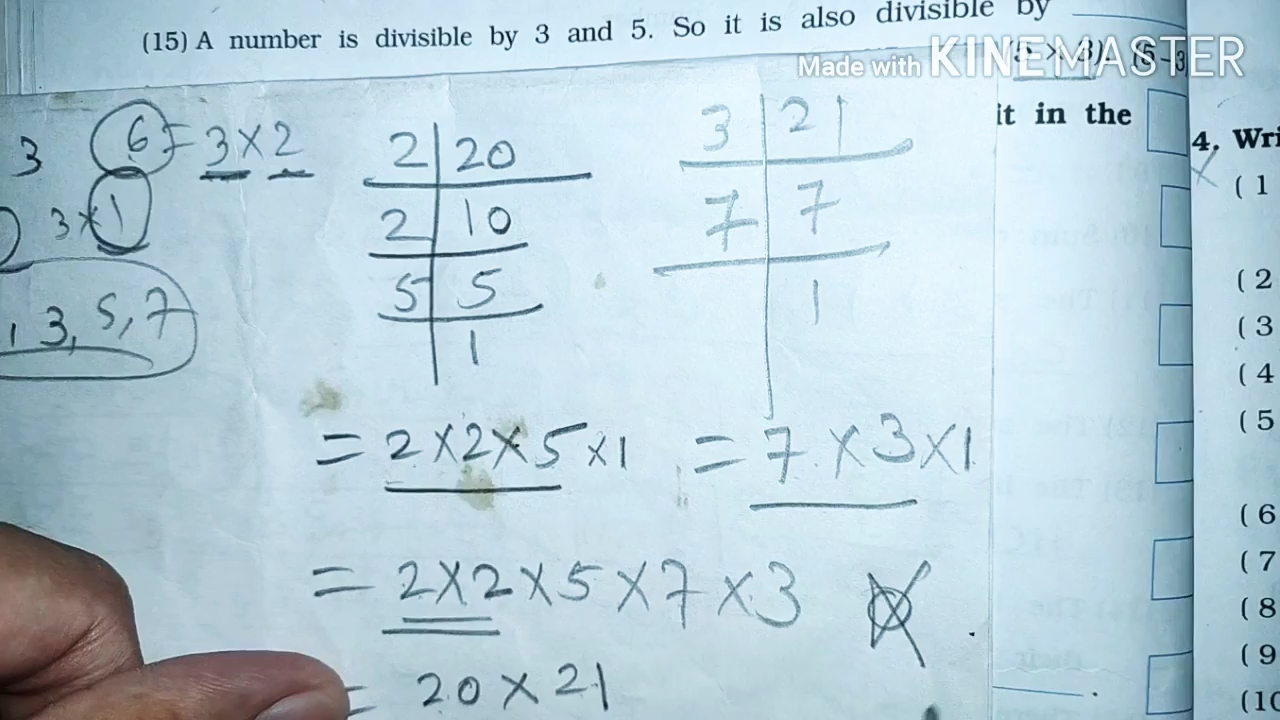 (15) A number is divisible by 3 and 5. So it is also divisible by
Made with KINEMASTER
it in the
4. Wri
( 1
( 2
( 3
( 4
( 5
( 6
( 7
( 8
( 9
(10
3 6 = 3 × 2
3 × 1
, 3, 5, 7
2 | 20
2 | 10
5 | 5
1
3 | 21
7 | 7
1
= 2 × 2 × 5 × 1
= 7 × 3 × 1
= 2 × 2 × 5 × 7 × 3
= 20 × 21